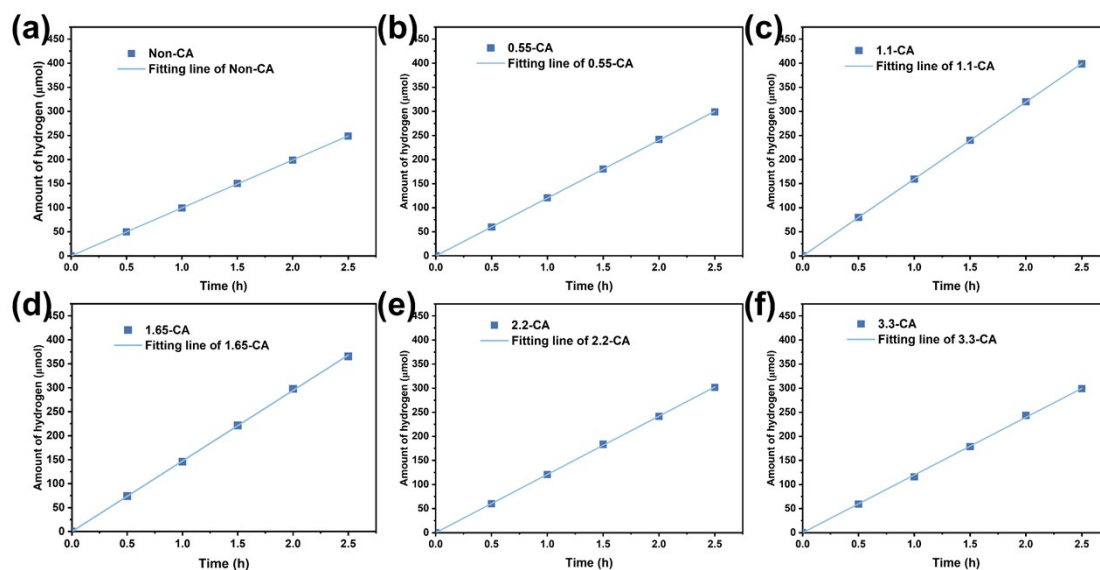 (a)
Non-CA
Fitting line of Non-CA
Amount of hydrogen (μmol)
450
400
350
300
250
200
150
100
50
0
0.0 0.5 1.0 1.5 2.0 2.5
Time (h)
(b)
0.55-CA
Fitting line of 0.55-CA
Amount of hydrogen (μmol)
450
400
350
300
250
200
150
100
50
0
0.0 0.5 1.0 1.5 2.0 2.5
Time (h)
(c)
1.1-CA
Fitting line of 1.1-CA
Amount of hydrogen (μmol)
450
400
350
300
250
200
150
100
50
0
0.0 0.5 1.0 1.5 2.0 2.5
Time (h)
(d)
1.65-CA
Fitting line of 1.65-CA
Amount of hydrogen (μmol)
450
400
350
300
250
200
150
100
50
0
0.0 0.5 1.0 1.5 2.0 2.5
Time (h)
(e)
2.2-CA
Fitting line of 2.2-CA
Amount of hydrogen (μmol)
450
400
350
300
250
200
150
100
50
0
0.0 0.5 1.0 1.5 2.0 2.5
Time (h)
(f)
3.3-CA
Fitting line of 3.3-CA
Amount of hydrogen (μmol)
450
400
350
300
250
200
150
100
50
0
0.0 0.5 1.0 1.5 2.0 2.5
Time (h)